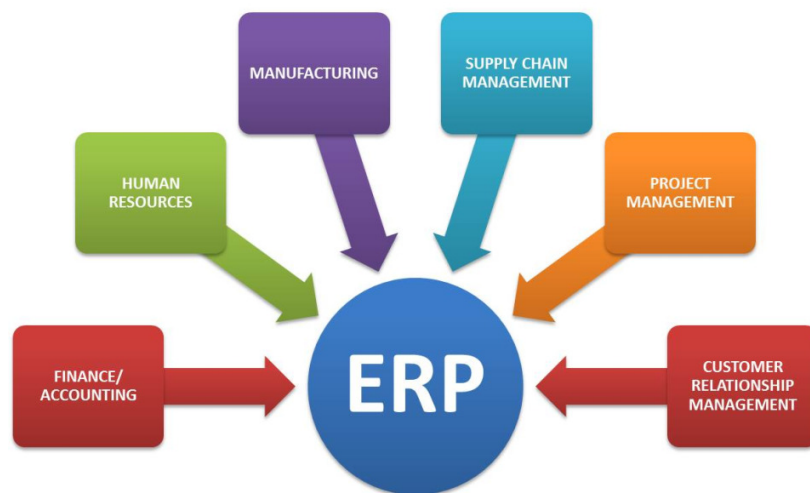 MANUFACTURING
SUPPLY CHAIN
MANAGEMENT
HUMAN
RESOURCES
PROJECT
MANAGEMENT
FINANCE/
ACCOUNTING
ERP
CUSTOMER
RELATIONSHIP
MANAGEMENT